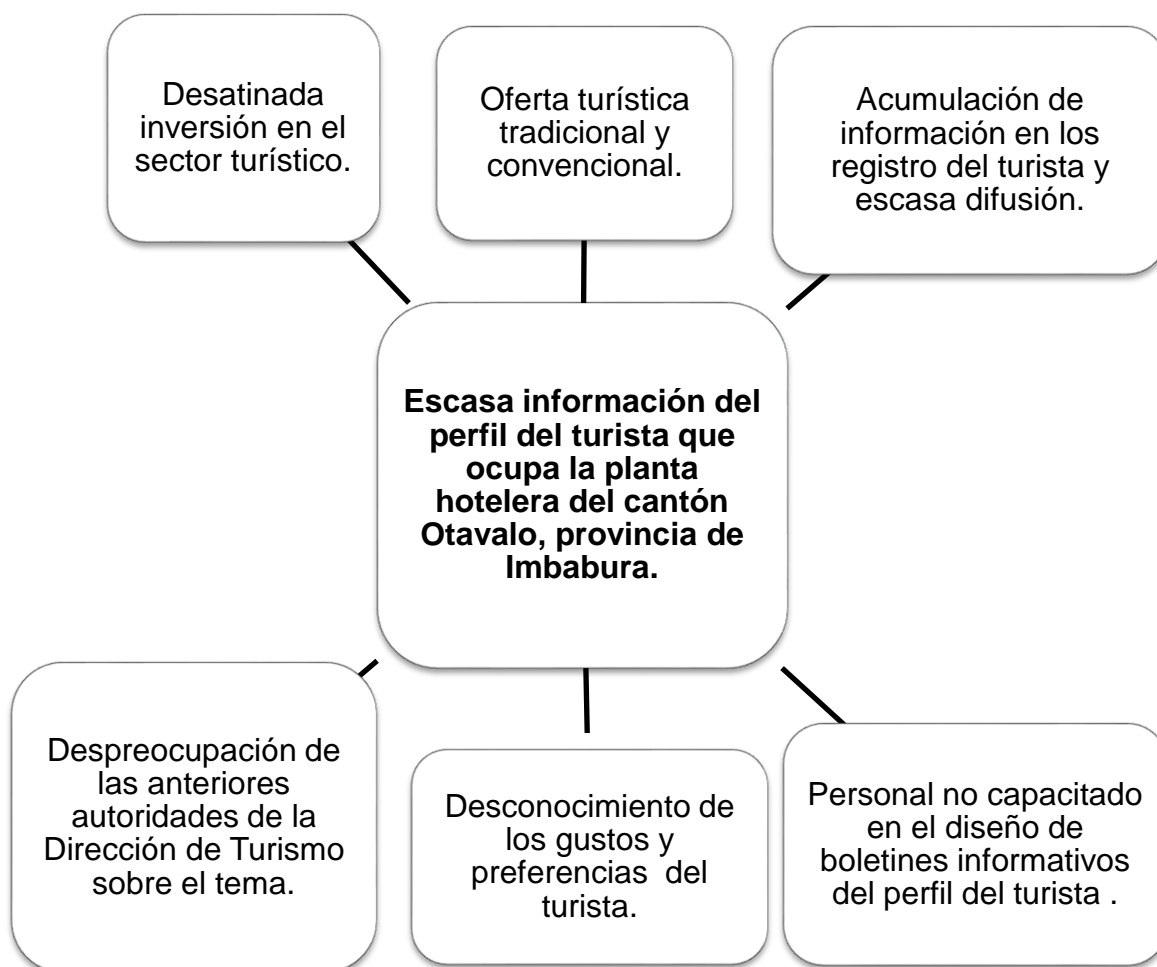 Desatinada
inversión en el
sector turístico.
Oferta turística
tradicional y
convencional.
Acumulación de
información en los
registro del turista y
escasa difusión.
Escasa información del
perfil del turista que
ocupa la planta
hotelera del cantón
Otavalo, provincia de
Imbabura.
Despreocupación de
las anteriores
autoridades de la
Dirección de Turismo
sobre el tema.
Desconocimiento de
los gustos y
preferencias del
turista.
Personal no capacitado
en el diseño de
boletines informativos
del perfil del turista .